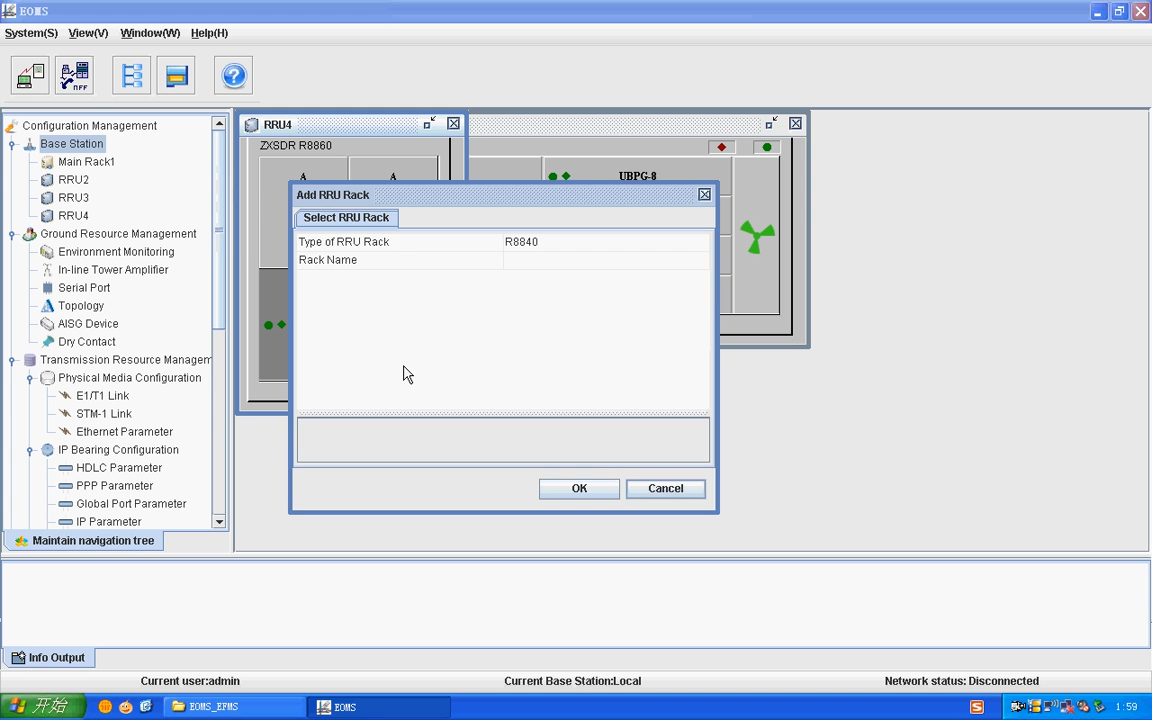 EOMS
System(S) View(V) Window(W) Help(H)
OFF
Configuration Management
Base Station
Main Rack1
RRU2
RRU3
RRU4
Ground Resource Management
Environment Monitoring
In-line Tower Amplifier
Serial Port
Topology
AISG Device
Dry Contact
Transmission Resource Managem
Physical Media Configuration
E1/T1 Link
STM-1 Link
Ethernet Parameter
IP Bearing Configuration
HDLC Parameter
PPP Parameter
Global Port Parameter
IP Parameter
Maintain navigation tree
RRU4
ZXSDR R8860
A A
UBPG-8
Add RRU Rack
Select RRU Rack
Type of RRU Rack R8840
Rack Name
OK Cancel
Info Output
Current user:admin Current Base Station:Local Network status: Disconnected
开始 EOMS_EFMS EOMS 1:59